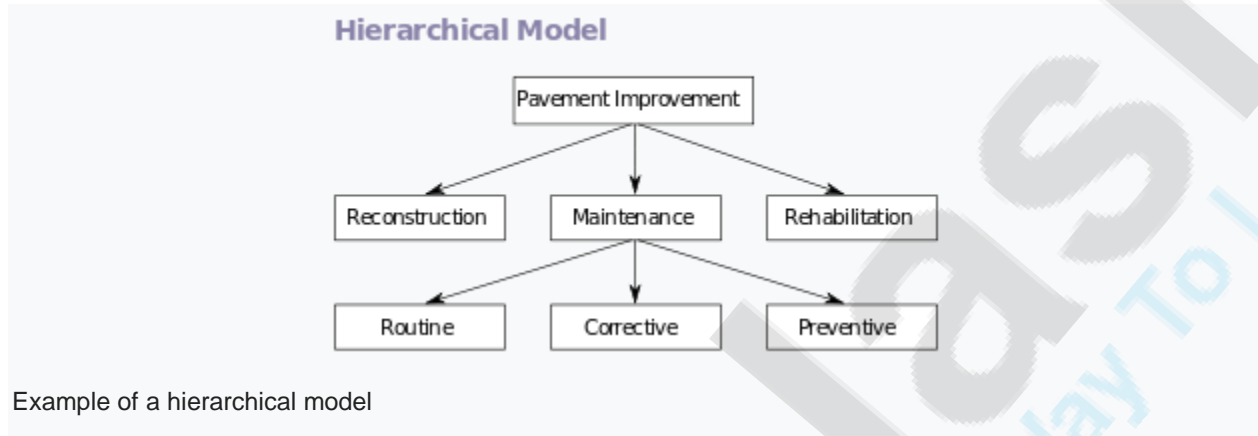 Hierarchical Model
Pavement Improvement
Reconstruction Maintenance Rehabilitation
Routine Corrective Preventive
Example of a hierarchical model